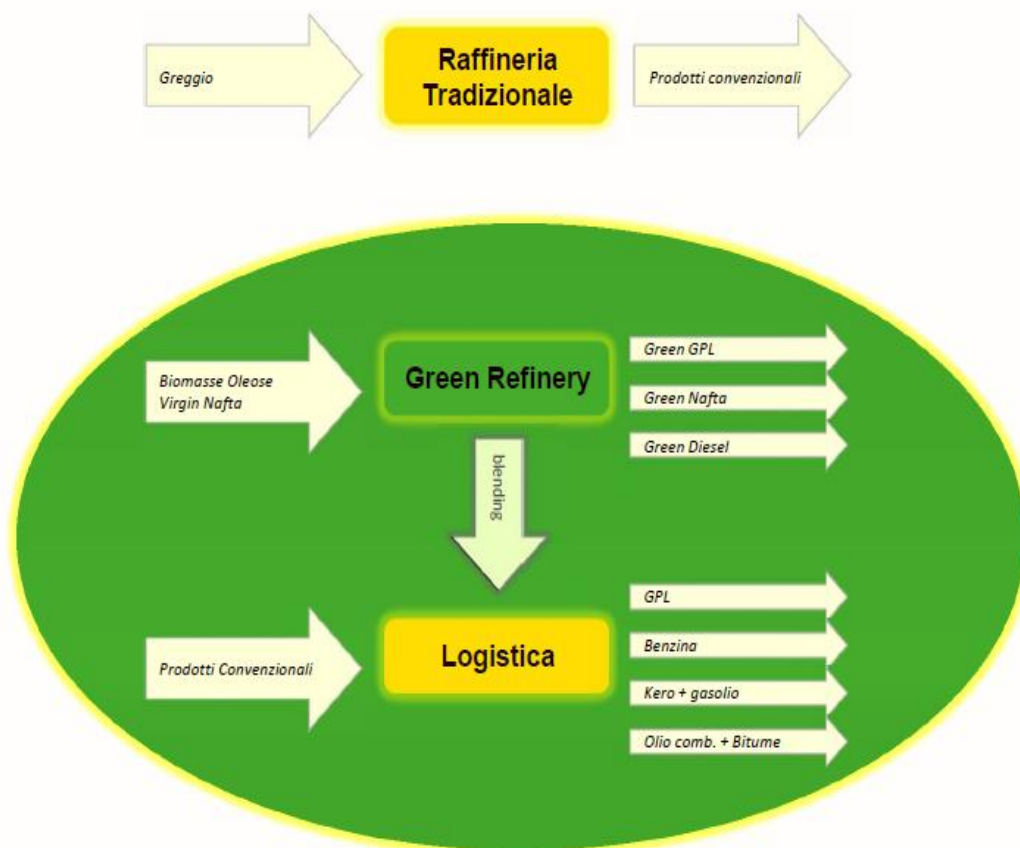 Greggio
Raffineria
Tradizionale
Prodotti convenzionali
Biomasse Oleose
Virgin Nafta
Green Refinery
Green GPL
Green Nafta
Green Diesel
blending
Prodotti Convenzionali
Logistica
GPL
Benzina
Kero + gasolio
Olio comb. + Bitume